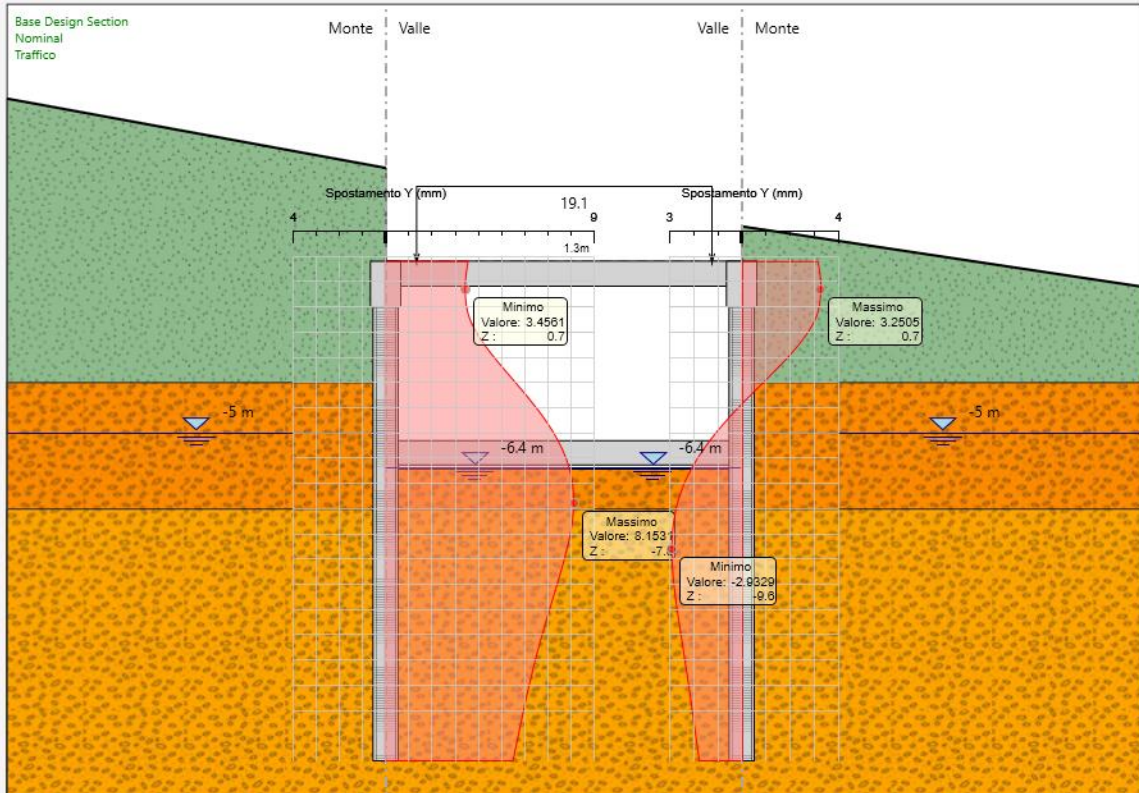 Base Design Section
Nominal
Traffico
Monte Valle
Valle Monte
Spostamento Y (mm)
Spostamento Y (mm)
19.1
4
9
3
4
1.3m
Minimo
Valore: 3.4561
Z : 0.7
Massimo
Valore: 3.2505
Z : 0.7
-5 m
-5 m
-6.4 m
-6.4 m
Massimo
Valore: 8.1531
Z : -7.
Minimo
Valore: -2.9329
Z : -9.6